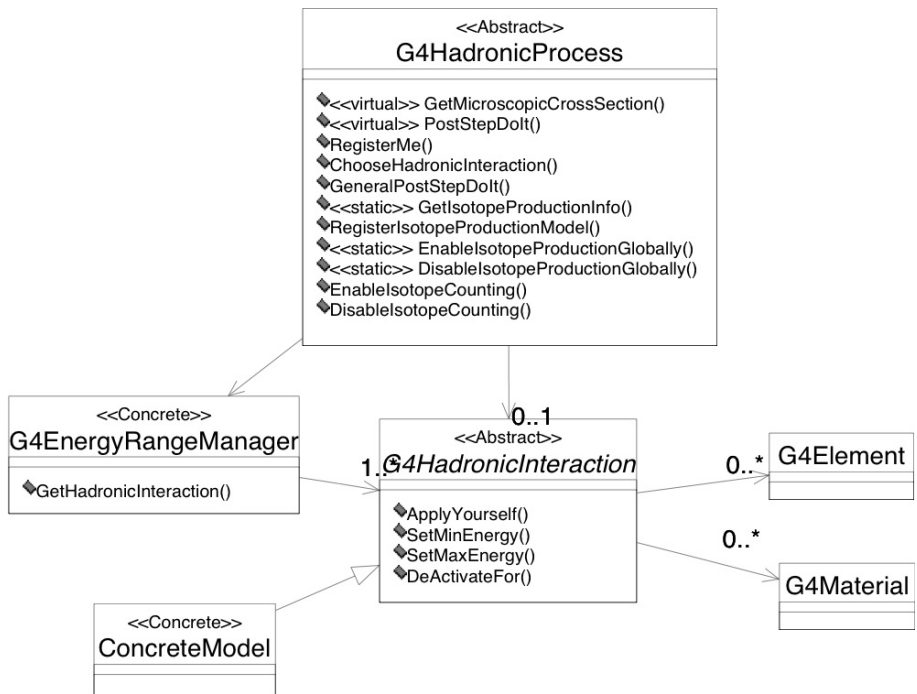 <<Abstract>>
G4HadronicProcess
<<virtual>> GetMicroscopicCrossSection()
<<virtual>> PostStepDoIt()
RegisterMe()
ChooseHadronicInteraction()
GeneralPostStepDoIt()
<<static>> GetIsotopeProductionInfo()
RegisterIsotopeProductionModel()
<<static>> EnableIsotopeProductionGlobally()
<<static>> DisableIsotopeProductionGlobally()
EnableIsotopeCounting()
DisableIsotopeCounting()
<<Concrete>>
G4EnergyRangeManager
GetHadronicInteraction()
0..1
<<Abstract>>
1..*
G4HadronicInteraction
ApplyYourself()
SetMinEnergy()
SetMaxEnergy()
DeActivateFor()
0..*
G4Element
0..*
G4Material
<<Concrete>>
ConcreteModel